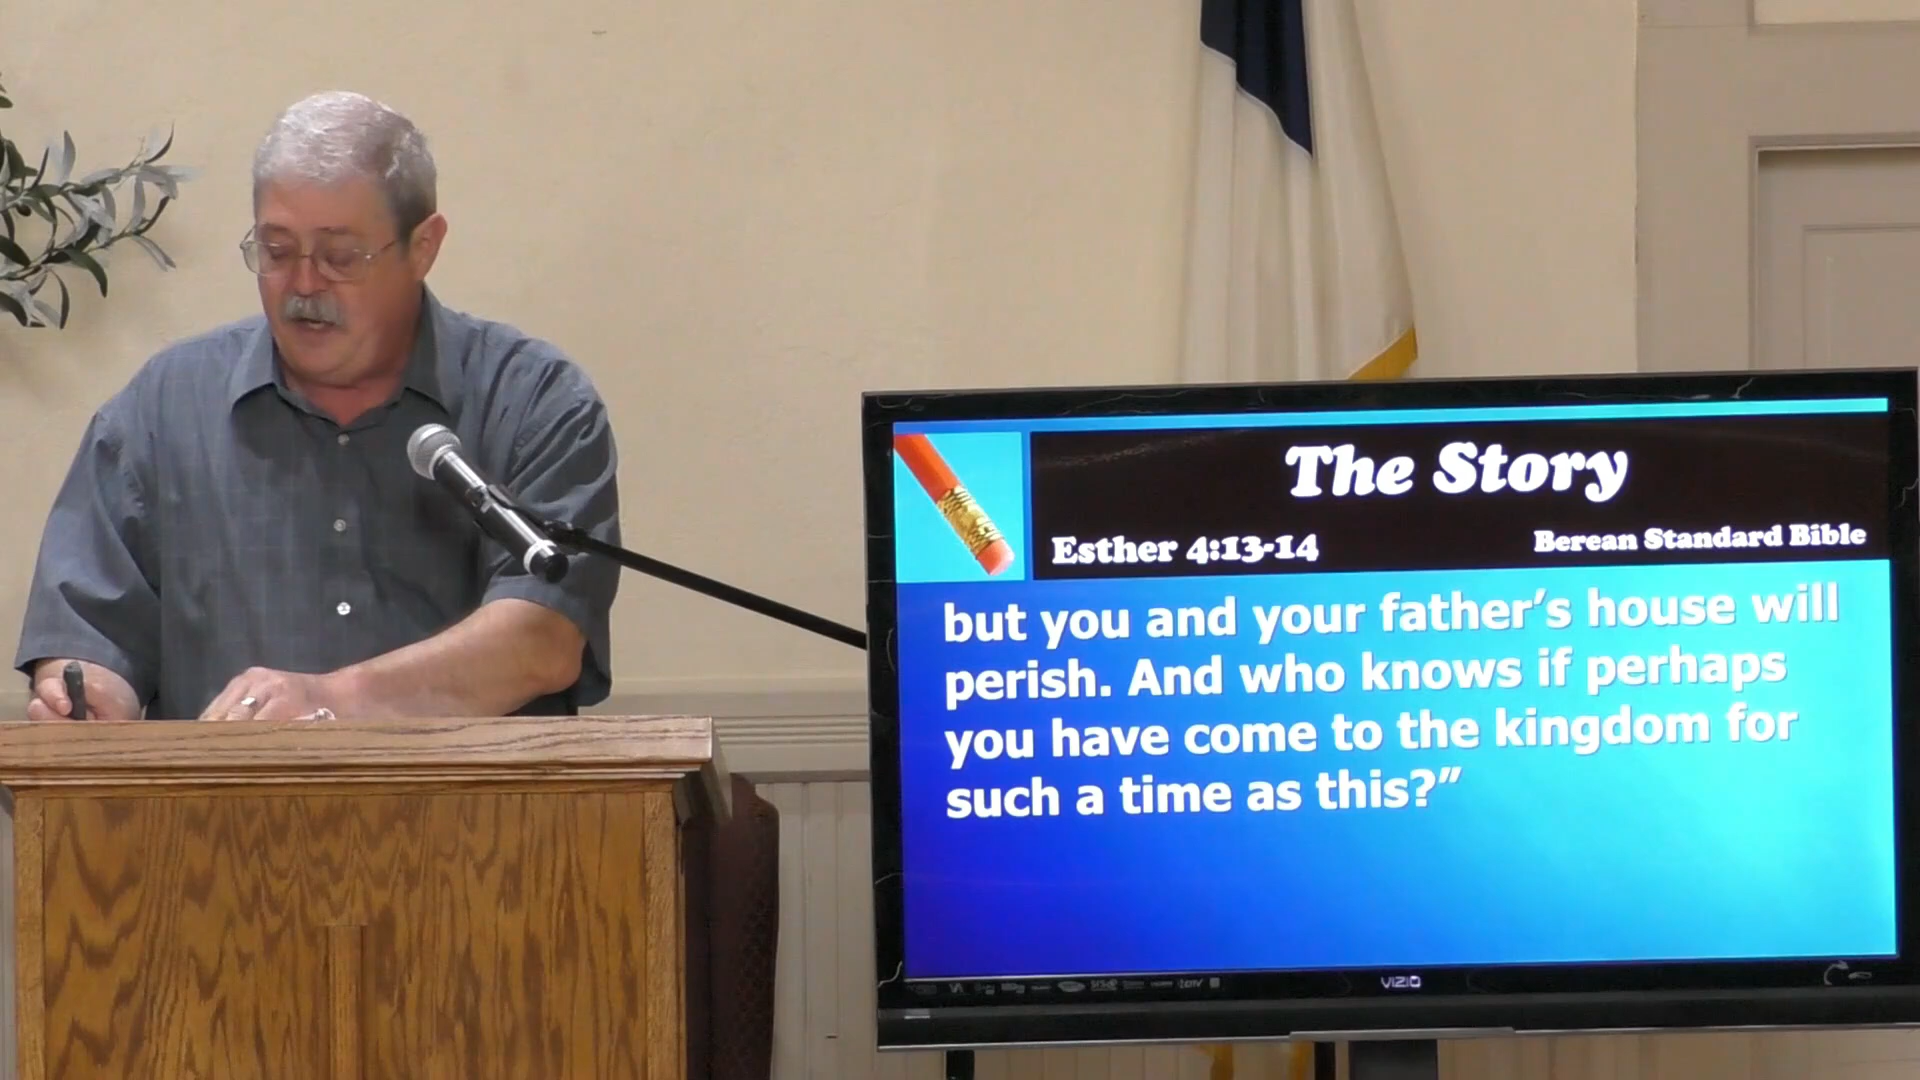 The Story
Esther 4:13-14 Berean Standard Bible
but you and your father’s house will
perish. And who knows if perhaps
you have come to the kingdom for
such a time as this?”
VIZIO